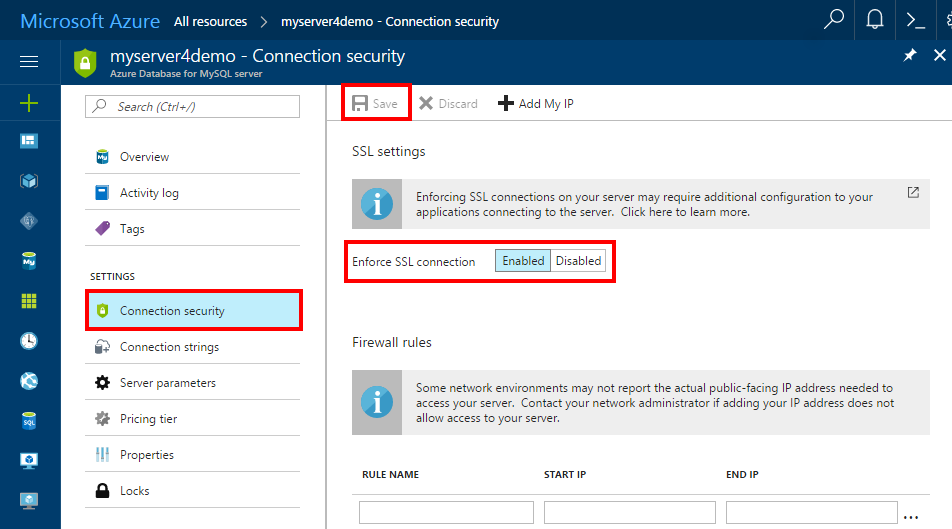 Microsoft Azure All resources > myserver4demo - Connection security
myserver4demo - Connection security
Azure Database for MySQL server
Search (Ctrl+/)
Overview
Activity log
Tags
SETTINGS
Connection security
Connection strings
Server parameters
Pricing tier
Properties
Locks
Save Discard Add My IP
SSL settings
Enforcing SSL connections on your server may require additional configuration to your
applications connecting to the server. Click here to learn more.
Enforce SSL connection Enabled Disabled
Firewall rules
Some network environments may not report the actual public-facing IP address needed to
access your server. Contact your network administrator if adding your IP address does not
allow access to your server.
RULE NAME START IP END IP
...
My
My
SQL